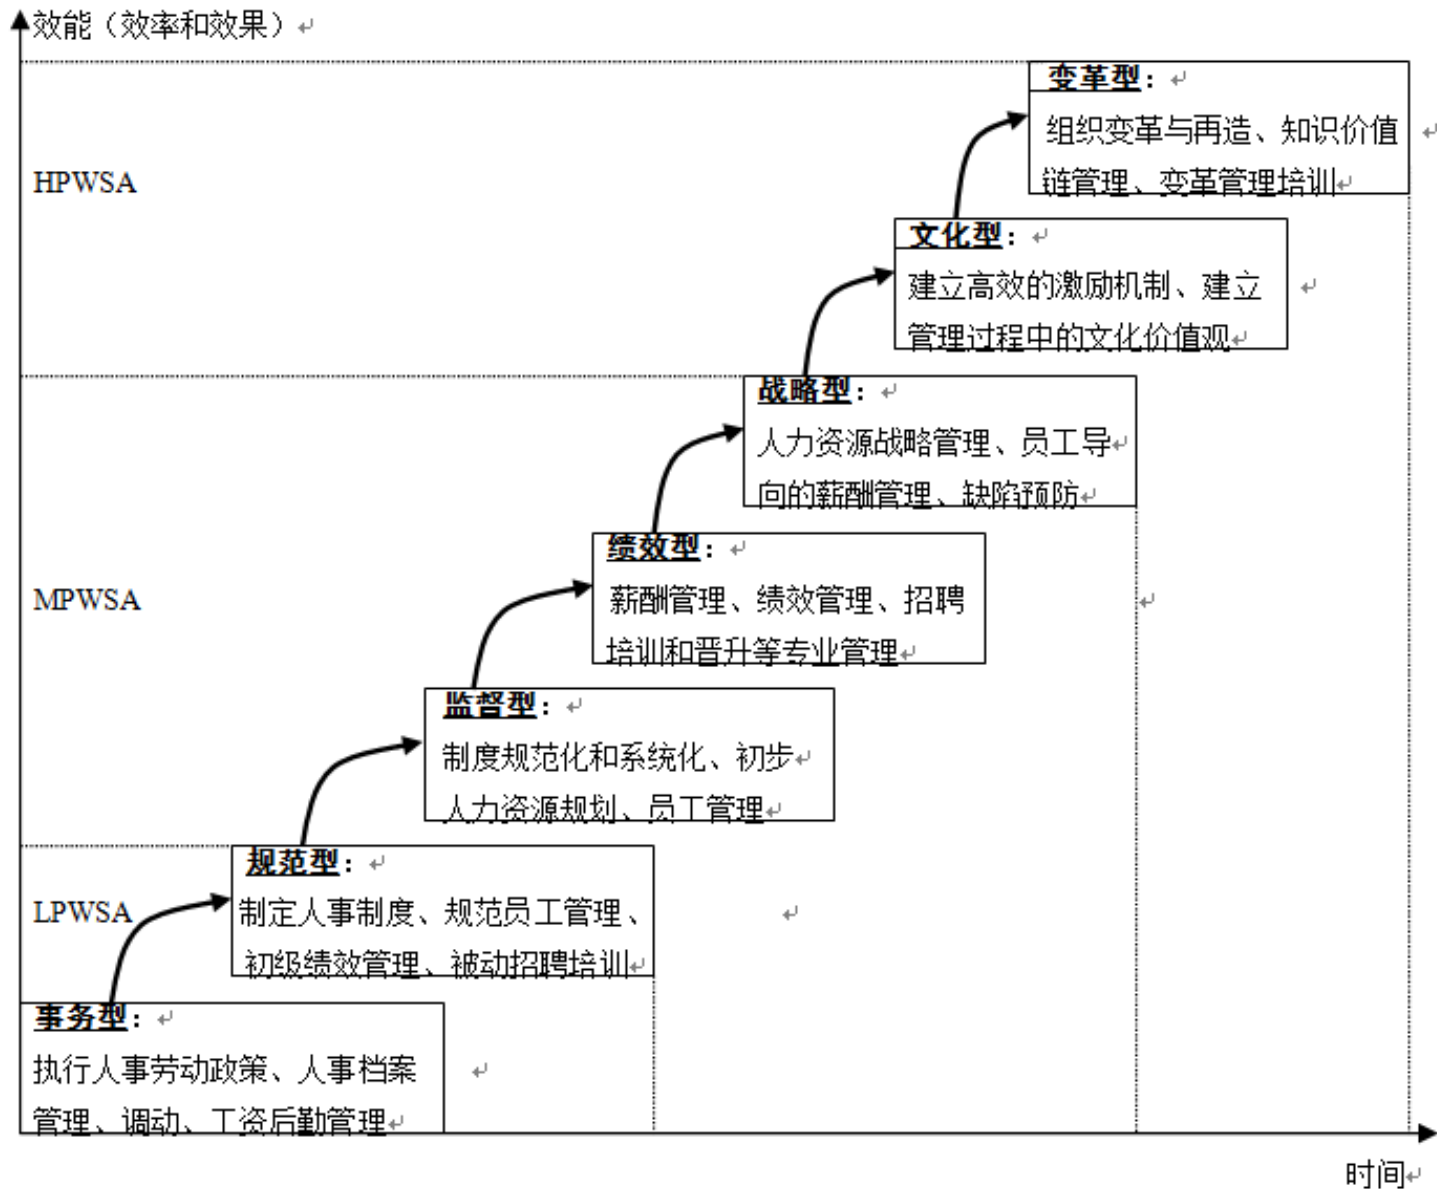 效能（效率和效果）
变革型：
组织变革与再造、知识价值
链管理、变革管理培训
HPWSA
文化型：
建立高效的激励机制、建立
管理过程中的文化价值观
战略型：
人力资源战略管理、员工导
向的薪酬管理、缺陷预防
绩效型：
MPWSA
薪酬管理、绩效管理、招聘
培训和晋升等专业管理
监督型：
制度规范化和系统化、初步
人力资源规划、员工管理
规范型：
LPWSA
制定人事制度、规范员工管理、
初级绩效管理、被动招聘培训
事务型：
执行人事劳动政策、人事档案
管理、调动、工资后勤管理
时间